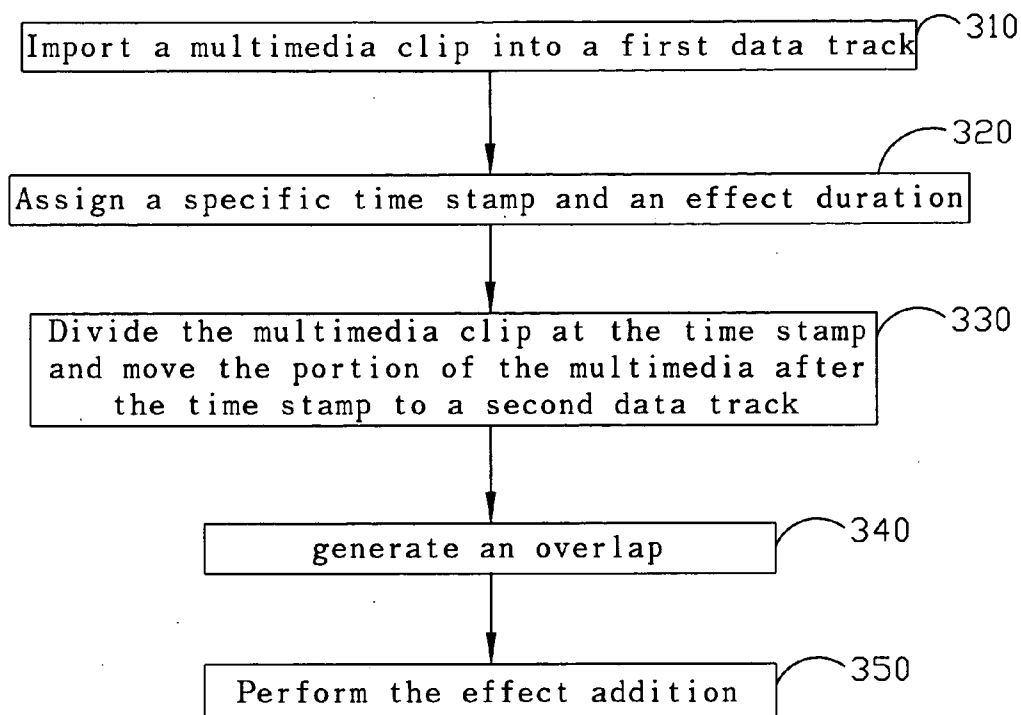 Import a multimedia clip into a first data track
310
Assign a specific time stamp and an effect duration
320
Divide the multimedia clip at the time stamp
and move the portion of the multimedia after
the time stamp to a second data track
330
generate an overlap
340
Perform the effect addition
350